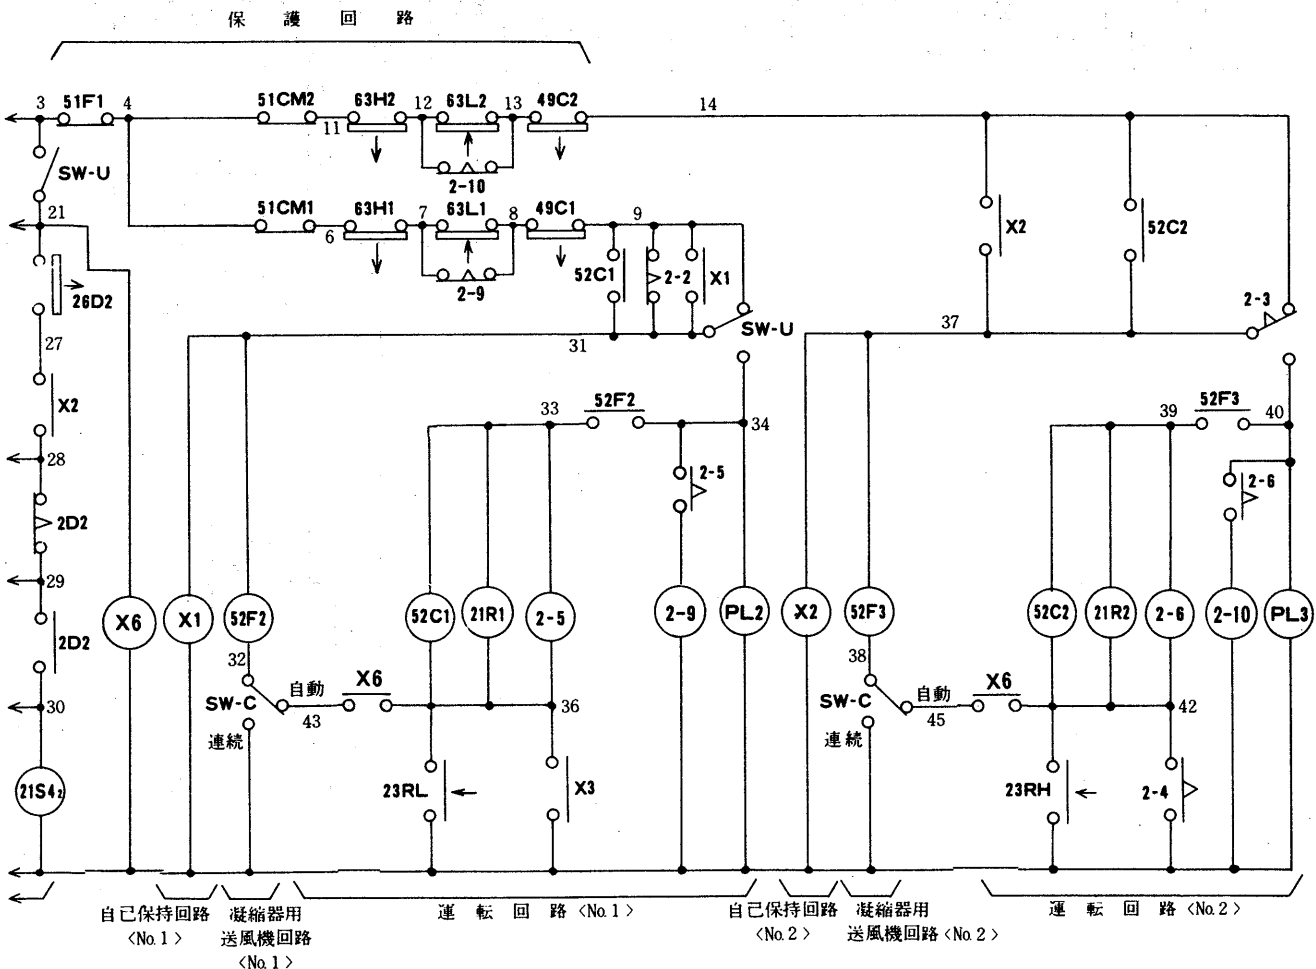 保 護 回 路
3 51F1 4 51CM2 11 63H2 12 63L2 13 49C2 14
SW-U
2-10
21 51CM1 6 63H1 7 63L1 8 49C1 9
X2 52C2
26D2 2-9 52C1 2-2 X1
2-3
SW-U
27 31 37
X2 33 52F2 34 39 52F3 40
28
2-5 2-6
2D2
29
X6 X1 52F2 52C1 21R1 2-5 2-9 PL2 X2 52F3 52C2 21R2 2-6 2-10 PL3
2D2
32 38
SW-C 自動 X6 SW-C 自動 X6
30 43 36 45 42
連続 連続
21S4₂ 23RL X3 23RH 2-4
自己保持回路 〈No.1〉
凝縮器用 送風機回路 〈No.1〉
運 転 回 路 〈No.1〉
自己保持回路 〈No.2〉
凝縮器用 送風機回路〈No.2〉
運 転 回 路 〈No.2〉